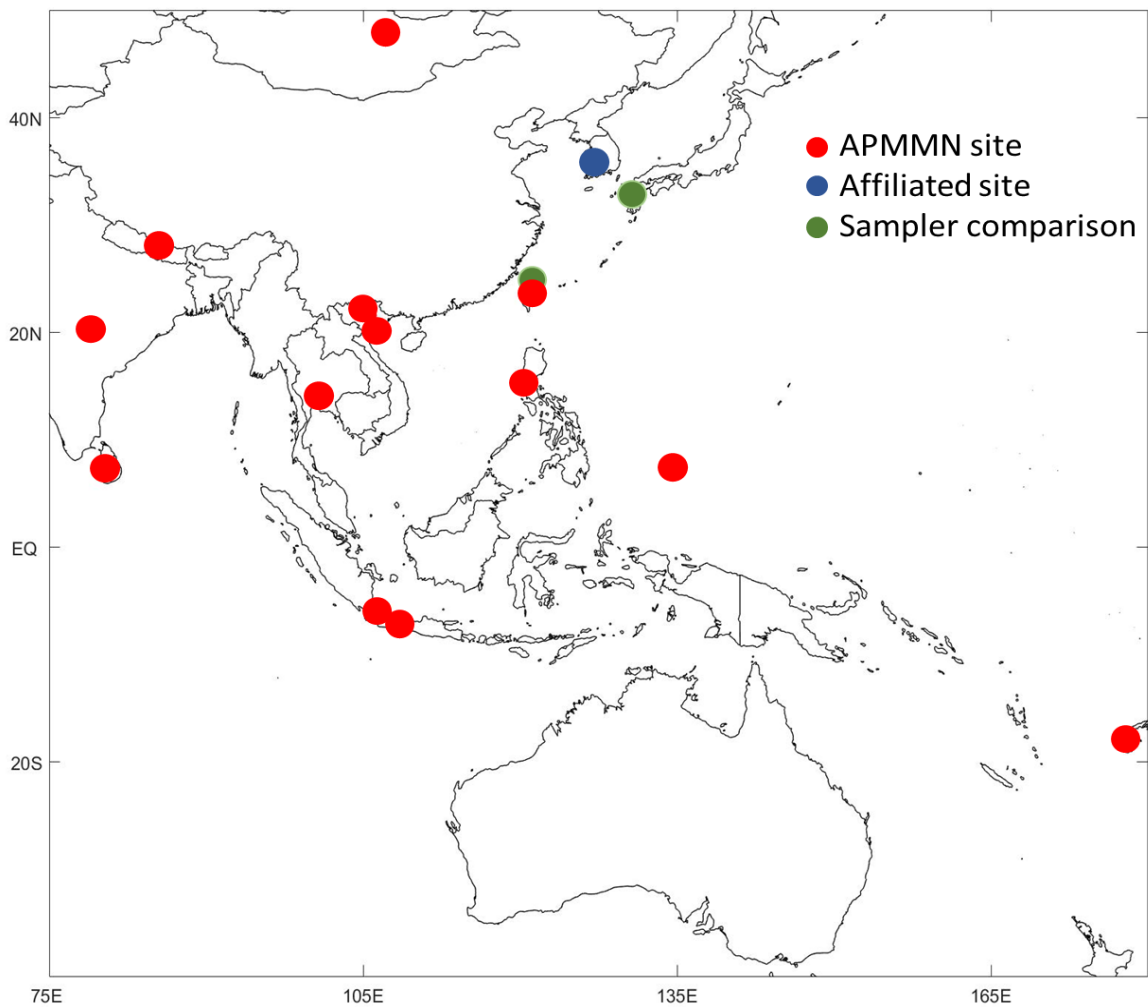 40N
APMMN site
Affiliated site
Sampler comparison
20N
EQ
20S
75E 105E 135E 165E